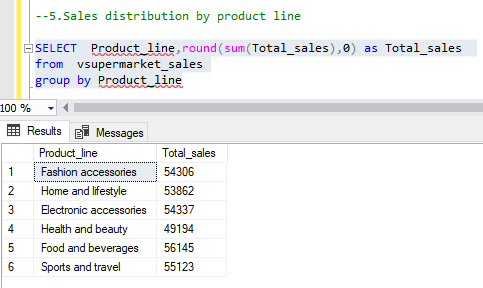 --5.Sales distribution by product line
SELECT Product_line,round(sum(Total_sales),0) as Total_sales
from vsupermarket_sales
group by Product_line
100 %
Results Messages
Product_line Total_sales
1 Fashion accessories 54306
2 Home and lifestyle 53862
3 Electronic accessories 54337
4 Health and beauty 49194
5 Food and beverages 56145
6 Sports and travel 55123